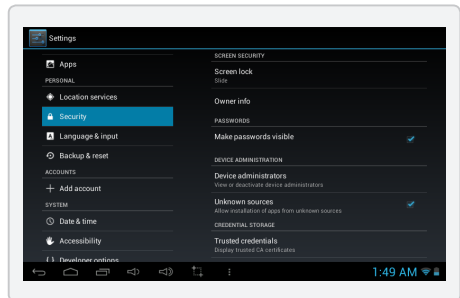 Settings
Apps
PERSONAL
Location services
Security
Language & input
Backup & reset
ACCOUNTS
Add account
SYSTEM
Date & time
Accessibility
Developer options
SCREEN SECURITY
Screen lock
Slide
Owner info
PASSWORDS
Make passwords visible
DEVICE ADMINISTRATION
Device administrators
View or deactivate device administrators
Unknown sources
Allow installation of apps from unknown sources
CREDENTIAL STORAGE
Trusted credentials
Display trusted CA certificates
1:49 AM